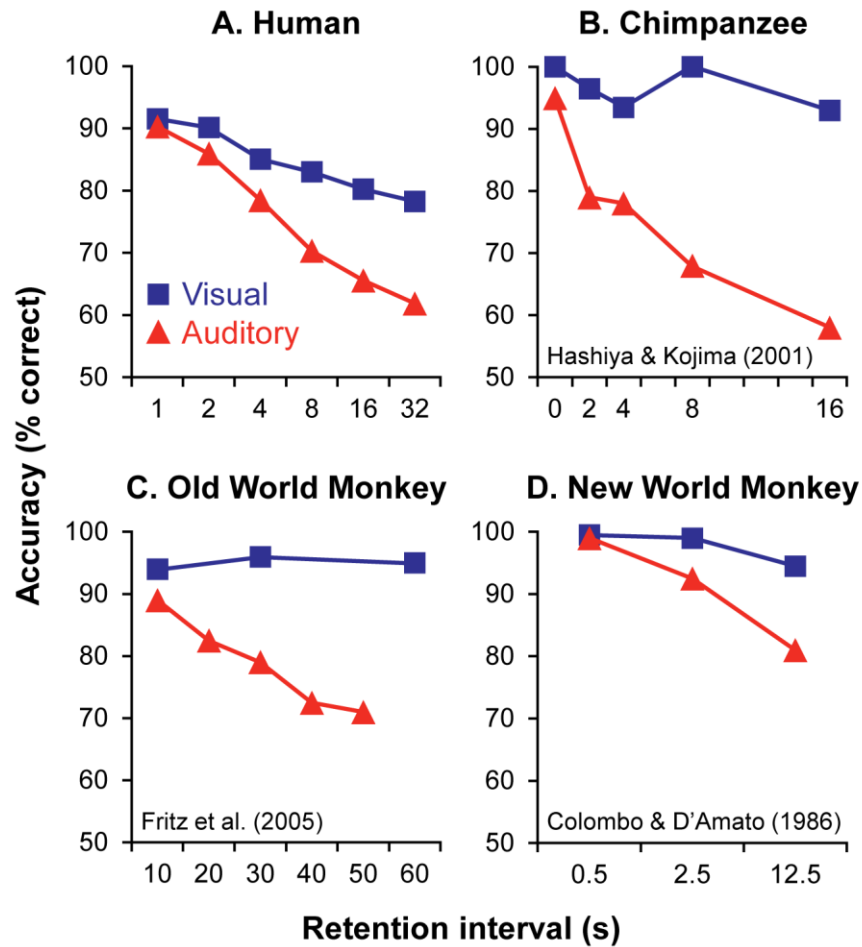 A. Human
100
90
80
70
60
50
Visual
Auditory
1 2 4 8 16 32
B. Chimpanzee
100
90
80
70
60
50
Hashiya & Kojima (2001)
0 2 4 8 16
Accuracy (% correct)
C. Old World Monkey
100
90
80
70
60
50
Fritz et al. (2005)
10 20 30 40 50 60
D. New World Monkey
100
90
80
70
60
50
Colombo & D’Amato (1986)
0.5 2.5 12.5
Retention interval (s)